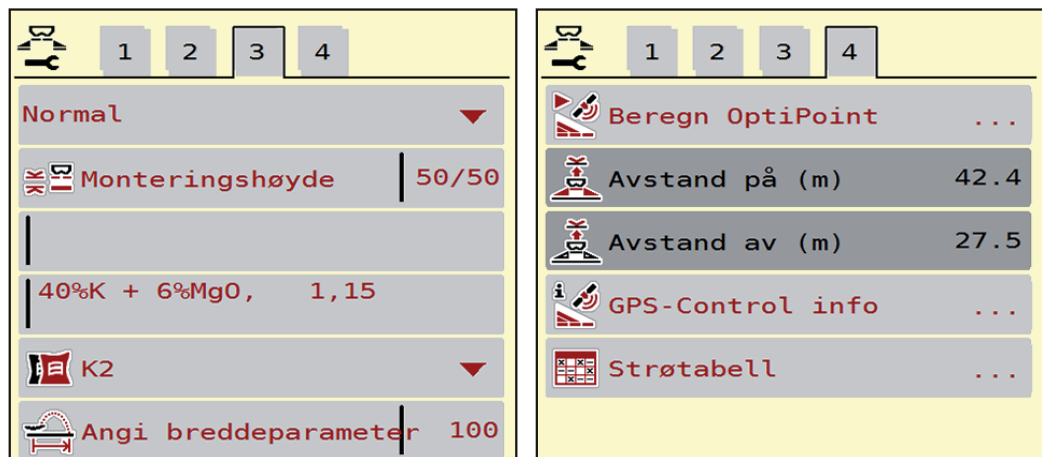 1 2 3 4
Normal
Monteringshøyde 50/50
40%K + 6%MgO, 1,15
K2
Angi breddeparameter 100
1 2 3 4
Beregn OptiPoint ...
Avstand på (m) 42.4
Avstand av (m) 27.5
GPS-Control info ...
Strøtabell ...